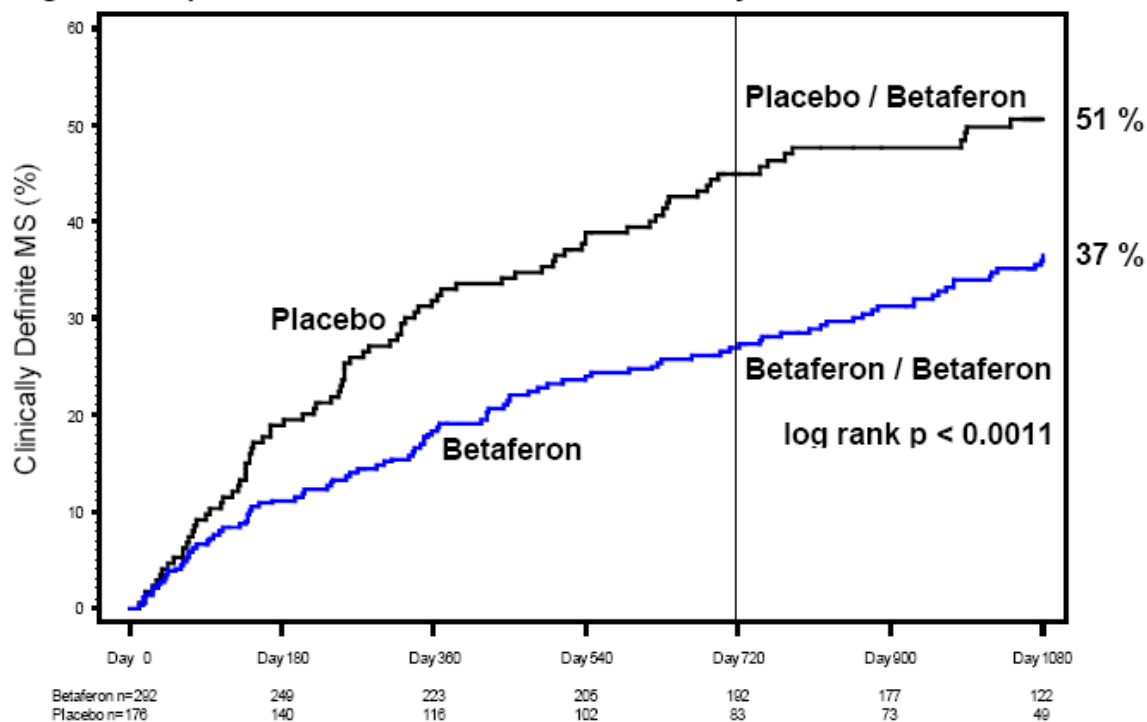 60
50
40
30
20
10
0
Clinically Definite MS (%)
Placebo / Betaferon
51 %
37 %
Placebo
Betaferon / Betaferon
Betaferon
log rank p < 0.0011
Day 0 Day 180 Day 360 Day 540 Day 720 Day 900 Day 1080
Betaferon n=292 249 223 205 192 177 122
Placebo n=176 140 116 102 83 73 49